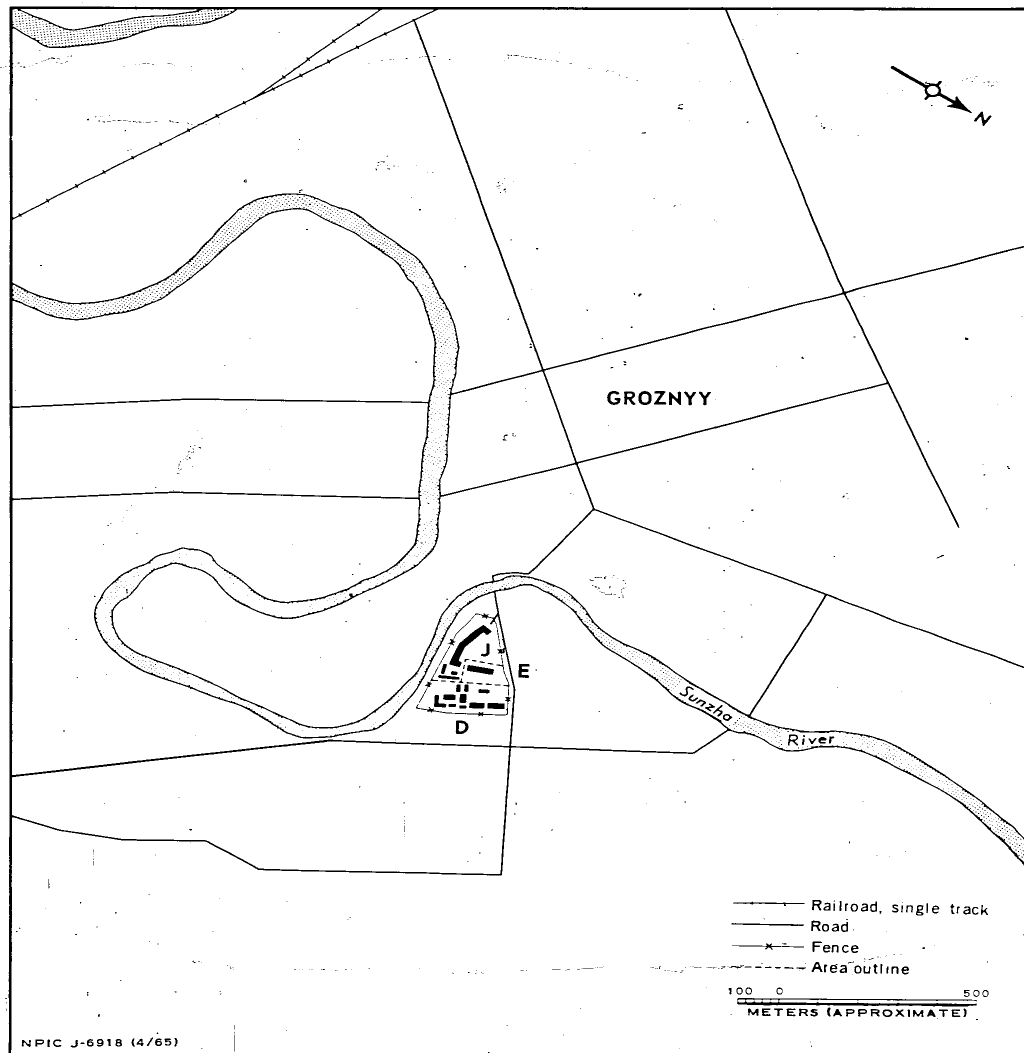 N
GROZNYY
J
E
D
Sunzha
River
Railroad, single track
Road
Fence
Area outline
100 0 500
METERS (APPROXIMATE)
NPIC J-6918 (4/65)